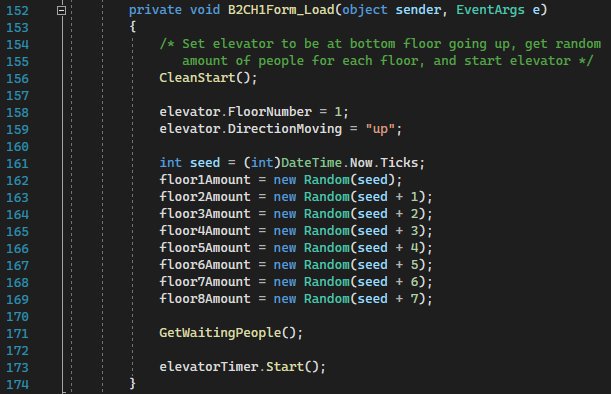 152 private void B2CH1Form_Load(object sender, EventArgs e)
153 {
154 /* Set elevator to be at bottom floor going up, get random
155 amount of people for each floor, and start elevator */
156 CleanStart();
157
158 elevator.FloorNumber = 1;
159 elevator.DirectionMoving = "up";
160
161 int seed = (int)DateTime.Now.Ticks;
162 floor1Amount = new Random(seed);
163 floor2Amount = new Random(seed + 1);
164 floor3Amount = new Random(seed + 2);
165 floor4Amount = new Random(seed + 3);
166 floor5Amount = new Random(seed + 4);
167 floor6Amount = new Random(seed + 5);
168 floor7Amount = new Random(seed + 6);
169 floor8Amount = new Random(seed + 7);
170
171 GetWaitingPeople();
172
173 elevatorTimer.Start();
174 }